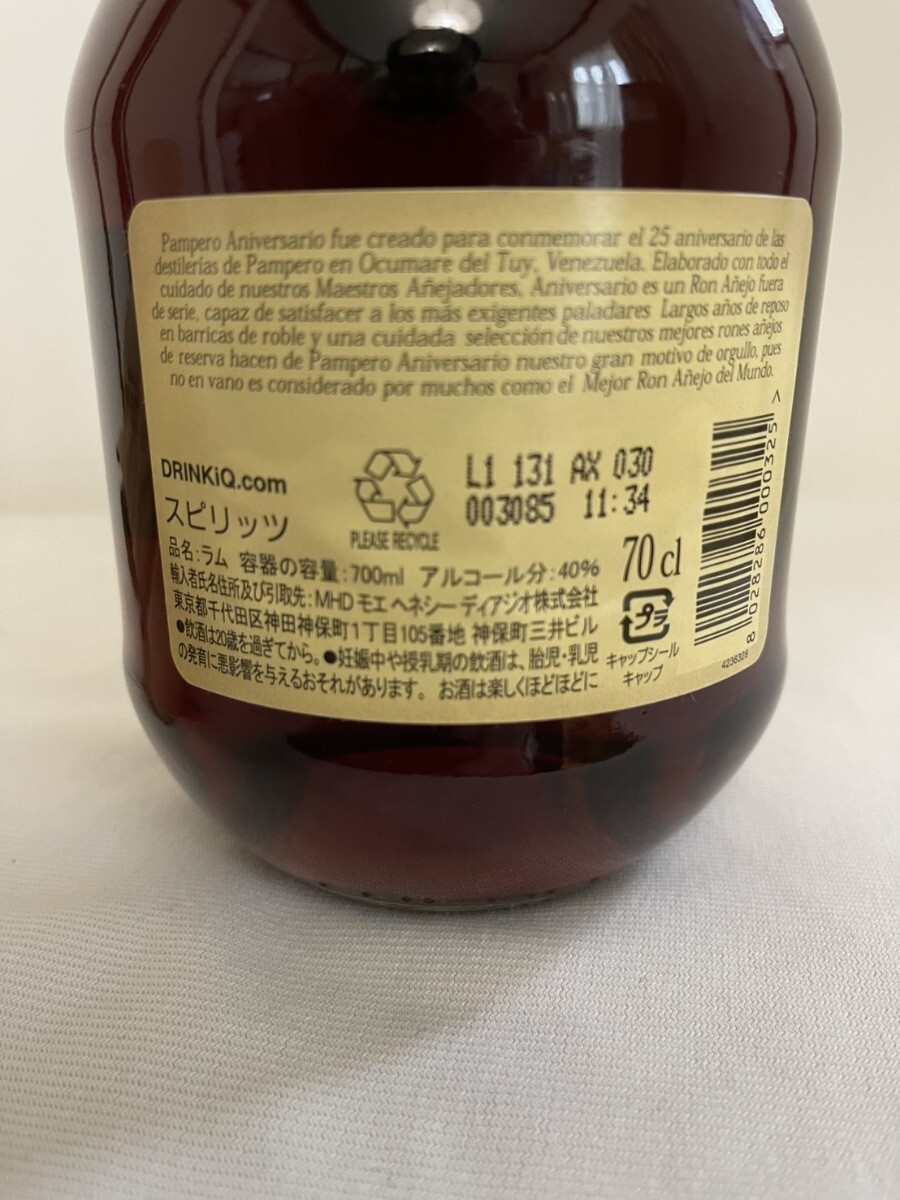 Pampero Aniversario fue creado para conmemorar el 25 aniversario de las
destilerías de Pampero en Ocumare del Tuy, Venezuela. Elaborado con todo el
cuidado de nuestros Maestros Añejadores, Aniversario es un Ron Añejo fuera
de serie, capaz de satisfacer a los más exigentes paladares Largos años de reposo
en barricas de roble y una cuidada selección de nuestros mejores rones añejos
de reserva hacen de Pampero Aniversario nuestro gran motivo de orgullo, pues
no en vano es considerado por muchos como el Mejor Ron Añejo del Mundo.
DRINKiQ.com
PLEASE RECYCLE
L1 131 AX 030
003085 11:34
スピリッツ
品名:ラム 容器の容量:700ml アルコール分:40%
輸入者氏名住所及び引取先:MHD モエ ヘネシー ディアジオ株式会社
東京都千代田区神田神保町1丁目105番地 神保町三井ビル
●飲酒は20歳を過ぎてから。●妊娠中や授乳期の飲酒は、胎児・乳児
の発育に悪影響を与えるおそれがあります。 お酒は楽しくほどほどに
70 cl
プラ
キャップシール
キャップ
8 028286 000325 >
4236328